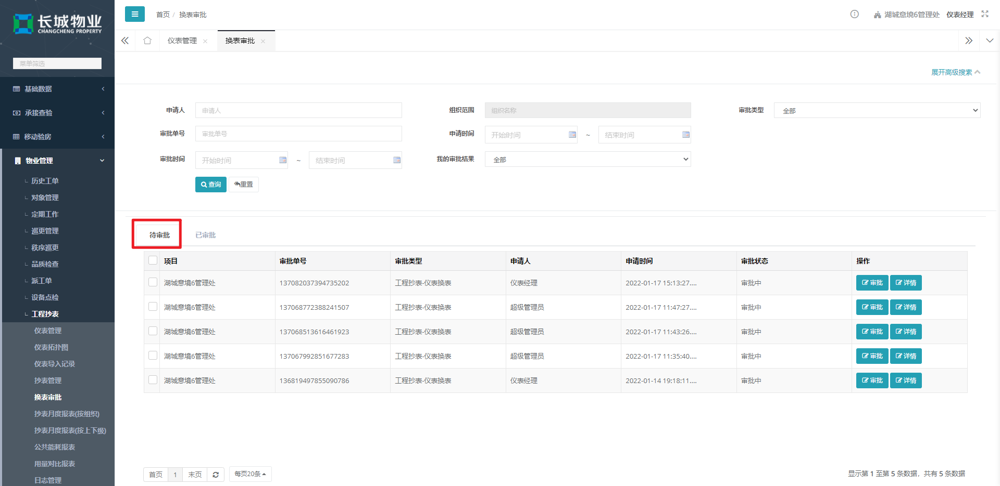 长城物业
CHANGCHENG PROPERTY
菜单筛选
基础数据
承接查验
移动验房
物业管理
历史工单
对象管理
定期工作
巡更管理
秩序巡更
品质检查
派工单
设备点检
工程抄表
仪表管理
仪表拓扑图
仪表导入记录
抄表管理
换表审批
抄表月度报表(按组织)
抄表月度报表(按上下级)
公共能耗报表
用量对比报表
日志管理
首页 / 换表审批
湖城意境6管理处 仪表经理
仪表管理 × 换表审批 ×
展开高级搜索
申请人 申请人 组织范围 组织名称 审批类型 全部
审批单号 审批单号 申请时间 开始时间 ~ 结束时间
审批时间 开始时间 ~ 结束时间 我的审批结果 全部
查询 重置
待审批 已审批
项目 审批单号 审批类型 申请人 申请时间 审批状态 操作
湖城意境6管理处 137082037394735202 工程抄表-仪表换表 仪表经理 2022-01-17 15:13:27.... 审批中 审批 详情
湖城意境6管理处 137068772388241507 工程抄表-仪表换表 超级管理员 2022-01-17 11:47:27.... 审批中 审批 详情
湖城意境6管理处 137068513616461923 工程抄表-仪表换表 超级管理员 2022-01-17 11:43:26.... 审批中 审批 详情
湖城意境6管理处 137067992851677283 工程抄表-仪表换表 超级管理员 2022-01-17 11:35:40.... 审批中 审批 详情
湖城意境6管理处 136819497855090786 工程抄表-仪表换表 仪表经理 2022-01-14 19:18:11.... 审批中 审批 详情
首页 1 末页 每页20条 显示第 1 至第 5 条数据，共有 5 条数据